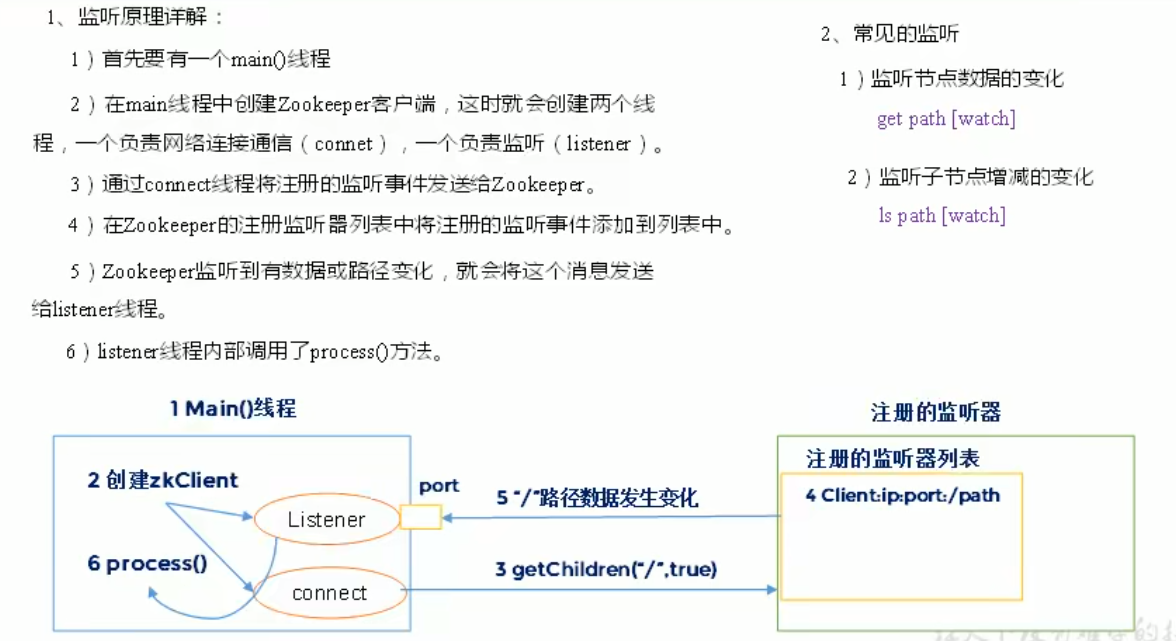 1、监听原理详解：
1）首先要有一个main()线程
2）在main线程中创建Zookeeper客户端，这时就会创建两个线
程，一个负责网络连接通信（connet），一个负责监听（listener）。
3）通过connect线程将注册的监听事件发送给Zookeeper。
4）在Zookeeper的注册监听器列表中将注册的监听事件添加到列表中。
5）Zookeeper监听到有数据或路径变化，就会将这个消息发送
给listener线程。
6）listener线程内部调用了process()方法。
2、常见的监听
1）监听节点数据的变化
get path [watch]
2）监听子节点增减的变化
ls path [watch]
1 Main()线程
2 创建zkClient
Listener
6 process()
connect
port
5 “/”路径数据发生变化
3 getChildren(“/”,true)
注册的监听器
注册的监听器列表
4 Client:ip:port:/path